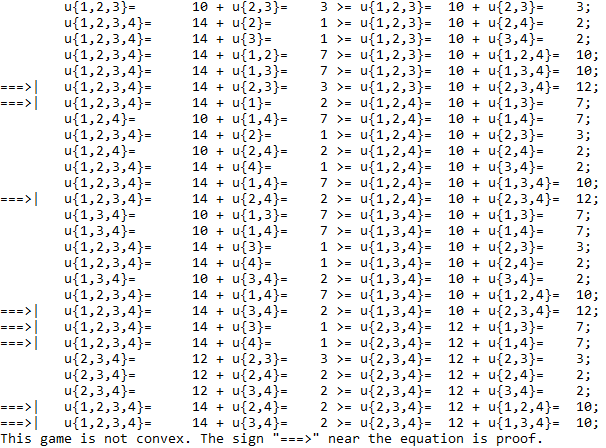 u{1,2,3}= 10 + u{2,3}= 3 >= u{1,2,3}= 10 + u{2,3}= 3;
u{1,2,3,4}= 14 + u{2}= 1 >= u{1,2,3}= 10 + u{2,4}= 2;
u{1,2,3,4}= 14 + u{3}= 1 >= u{1,2,3}= 10 + u{3,4}= 2;
u{1,2,3,4}= 14 + u{1,2}= 7 >= u{1,2,3}= 10 + u{1,2,4}= 10;
u{1,2,3,4}= 14 + u{1,3}= 7 >= u{1,2,3}= 10 + u{1,3,4}= 10;
===>| u{1,2,3,4}= 14 + u{2,3}= 3 >= u{1,2,3}= 10 + u{2,3,4}= 12;
===>| u{1,2,3,4}= 14 + u{1}= 2 >= u{1,2,4}= 10 + u{1,3}= 7;
u{1,2,4}= 10 + u{1,4}= 7 >= u{1,2,4}= 10 + u{1,4}= 7;
u{1,2,3,4}= 14 + u{2}= 1 >= u{1,2,4}= 10 + u{2,3}= 3;
u{1,2,4}= 10 + u{2,4}= 2 >= u{1,2,4}= 10 + u{2,4}= 2;
u{1,2,3,4}= 14 + u{4}= 1 >= u{1,2,4}= 10 + u{3,4}= 2;
u{1,2,3,4}= 14 + u{1,4}= 7 >= u{1,2,4}= 10 + u{1,3,4}= 10;
===>| u{1,2,3,4}= 14 + u{2,4}= 2 >= u{1,2,4}= 10 + u{2,3,4}= 12;
u{1,3,4}= 10 + u{1,3}= 7 >= u{1,3,4}= 10 + u{1,3}= 7;
u{1,3,4}= 10 + u{1,4}= 7 >= u{1,3,4}= 10 + u{1,4}= 7;
u{1,2,3,4}= 14 + u{3}= 1 >= u{1,3,4}= 10 + u{2,3}= 3;
u{1,2,3,4}= 14 + u{4}= 1 >= u{1,3,4}= 10 + u{2,4}= 2;
u{1,3,4}= 10 + u{3,4}= 2 >= u{1,3,4}= 10 + u{3,4}= 2;
u{1,2,3,4}= 14 + u{1,4}= 7 >= u{1,3,4}= 10 + u{1,2,4}= 10;
===>| u{1,2,3,4}= 14 + u{3,4}= 2 >= u{1,3,4}= 10 + u{2,3,4}= 12;
===>| u{1,2,3,4}= 14 + u{3}= 1 >= u{2,3,4}= 12 + u{1,3}= 7;
===>| u{1,2,3,4}= 14 + u{4}= 1 >= u{2,3,4}= 12 + u{1,4}= 7;
u{2,3,4}= 12 + u{2,3}= 3 >= u{2,3,4}= 12 + u{2,3}= 3;
u{2,3,4}= 12 + u{2,4}= 2 >= u{2,3,4}= 12 + u{2,4}= 2;
u{2,3,4}= 12 + u{3,4}= 2 >= u{2,3,4}= 12 + u{3,4}= 2;
===>| u{1,2,3,4}= 14 + u{2,4}= 2 >= u{2,3,4}= 12 + u{1,2,4}= 10;
===>| u{1,2,3,4}= 14 + u{3,4}= 2 >= u{2,3,4}= 12 + u{1,3,4}= 10;
This game is not convex. The sign "===>" near the equation is proof.